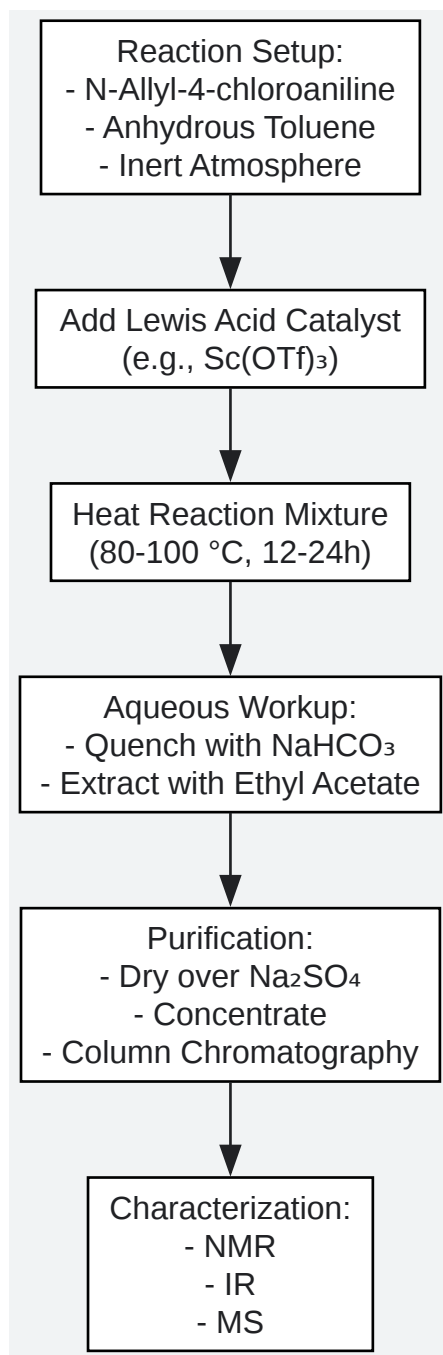 Reaction Setup:
- N-Allyl-4-chloroaniline
- Anhydrous Toluene
- Inert Atmosphere
Add Lewis Acid Catalyst
(e.g., Sc(OTf)₃)
Heat Reaction Mixture
(80-100 °C, 12-24h)
Aqueous Workup:
- Quench with NaHCO₃
- Extract with Ethyl Acetate
Purification:
- Dry over Na₂SO₄
- Concentrate
- Column Chromatography
Characterization:
- NMR
- IR
- MS